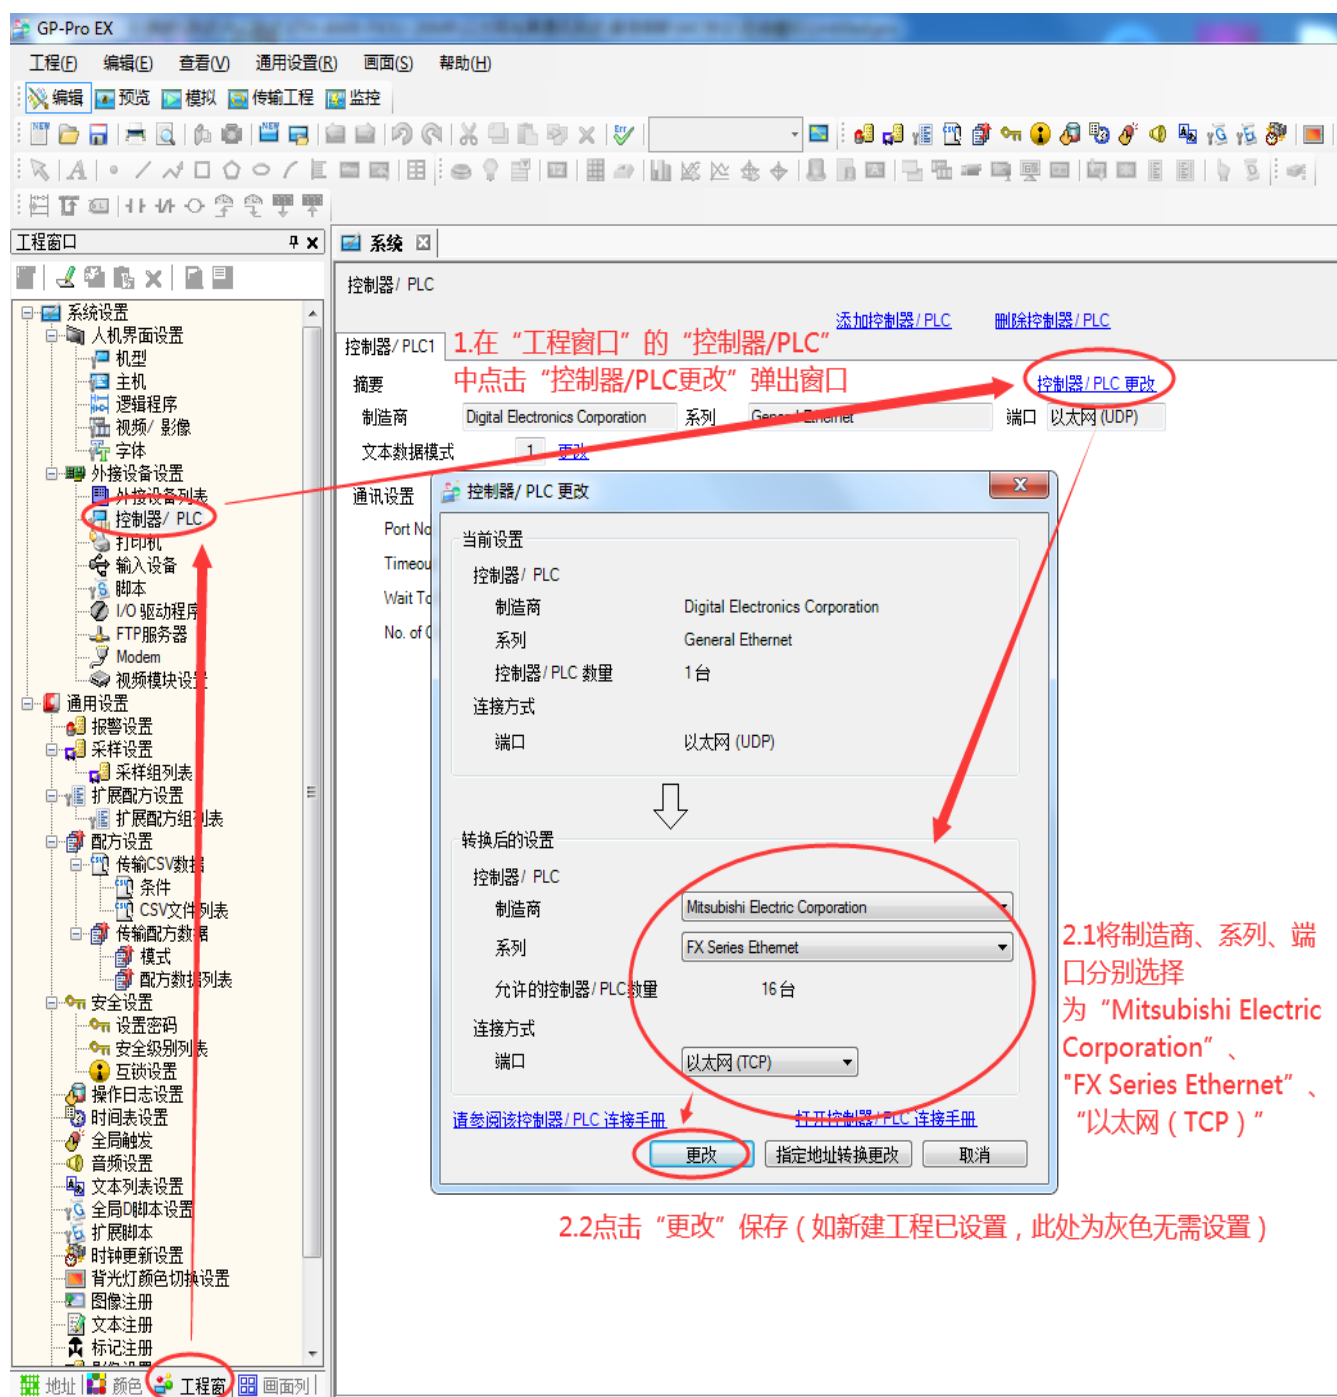 GP-Pro EX
工程(F) 编辑(E) 查看(V) 通用设置(R) 画面(S) 帮助(H)
编辑 预览 模拟 传输工程 监控
工程窗口
系统
系统设置
人机界面设置
机型
主机
逻辑程序
视频/ 影像
字体
外接设备设置
外接设备列表
控制器/ PLC
打印机
输入设备
脚本
I/O 驱动程序
FTP服务器
Modem
视频模块设置
通用设置
报警设置
采样设置
采样组列表
扩展配方设置
扩展配方组列表
配方设置
传输CSV数据
条件
CSV文件列表
传输配方数据
模式
配方数据列表
安全设置
设置密码
安全级别列表
互锁设置
操作日志设置
时间表设置
全局触发
音频设置
文本列表设置
全局D脚本设置
扩展脚本
时钟更新设置
背光灯颜色切换设置
图像注册
文本注册
标记注册
地址 颜色 工程窗 画面列
控制器/ PLC
添加控制器/ PLC 删除控制器/ PLC
控制器/ PLC1
1.在“工程窗口”的“控制器/PLC”
中点击“控制器/PLC更改”弹出窗口
摘要 控制器/ PLC 更改
制造商 Digital Electronics Corporation 系列 General Ethernet 端口 以太网 (UDP)
文本数据模式 1 更改
通讯设置
Port No
Timeou
Wait To
No. of
控制器/ PLC 更改
当前设置
控制器/ PLC
制造商 Digital Electronics Corporation
系列 General Ethernet
控制器/ PLC 数量 1 台
连接方式
端口 以太网 (UDP)
转换后的设置
控制器/ PLC
制造商 Mitsubishi Electric Corporation
系列 FX Series Ethernet
允许的控制器/ PLC数量 16 台
连接方式
端口 以太网 (TCP)
请参阅该控制器/ PLC 连接手册 打开控制器/ PLC 连接手册
更改 指定地址转换更改 取消
2.1将制造商、系列、端
口分别选择
为“Mitsubishi Electric
Corporation”、
"FX Series Ethernet”、
“以太网（TCP）”
2.2点击“更改”保存（如新建工程已设置，此处为灰色无需设置）